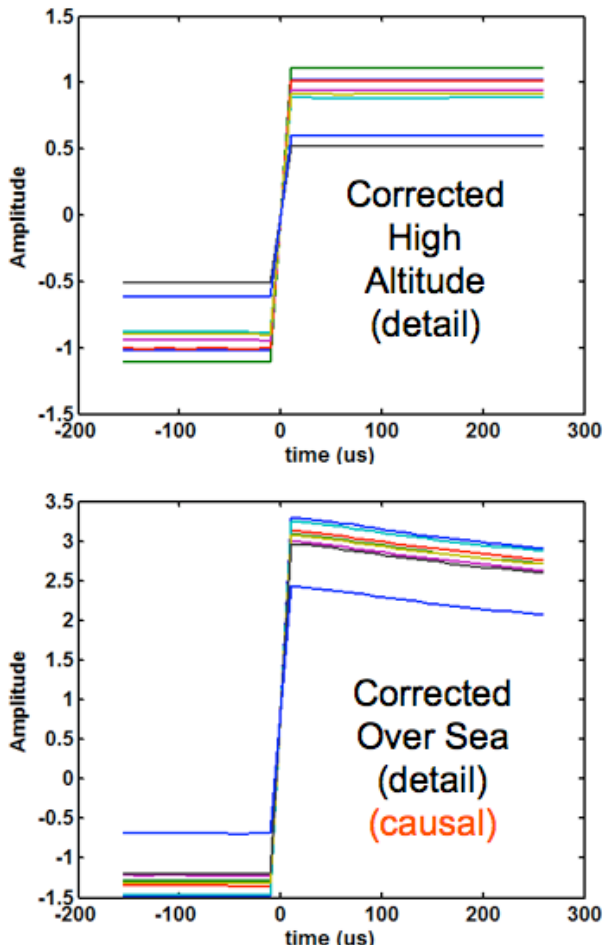 1.5
1
0.5
0
-0.5
-1
1.5
Amplitude
Corrected
High
Altitude
(detail)
-200 -100 0 100 200 300
time (us)
3.5
3
2.5
2
1.5
1
0.5
0
-0.5
-1
-1.5
Amplitude
Corrected
Over Sea
(detail)
(causal)
-200 -100 0 100 200 300
time (us)